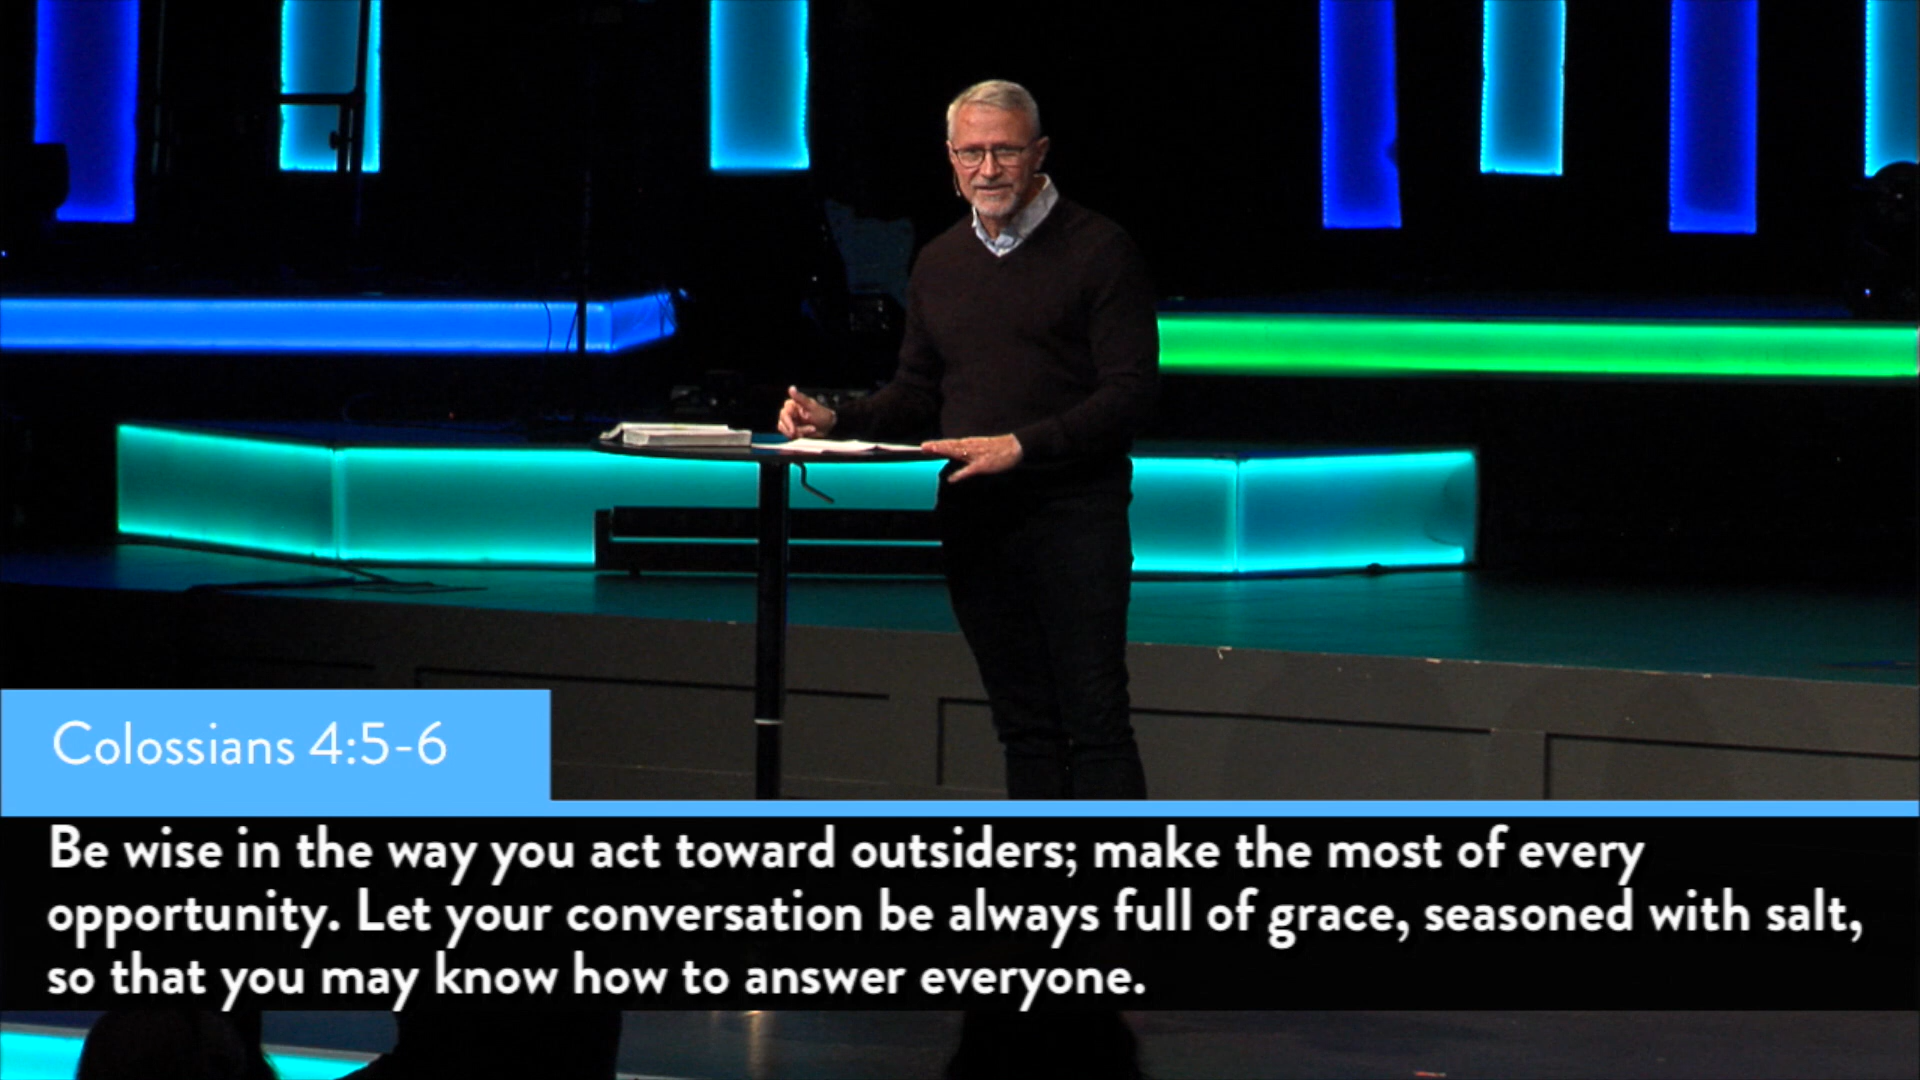 Colossians 4:5-6
Be wise in the way you act toward outsiders; make the most of every
opportunity. Let your conversation be always full of grace, seasoned with salt,
so that you may know how to answer everyone.